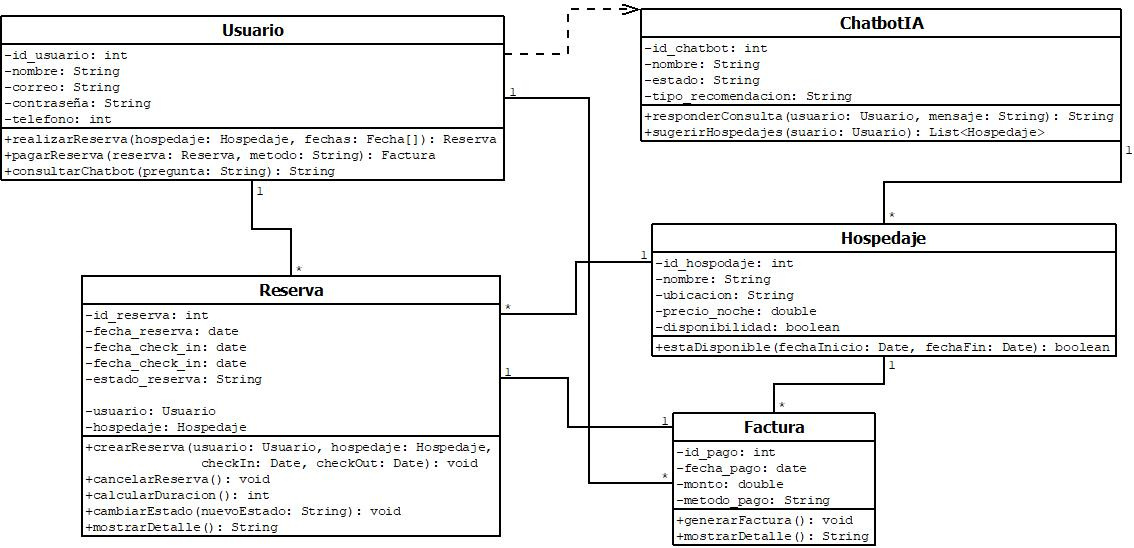 Usuario
-id_usuario: int
-nombre: String
-correo: String
-contraseña: String
-telefono: int
+realizarReserva(hospedaje: Hospedaje, fechas: Fecha[]): Reserva
+pagarReserva(reserva: Reserva, metodo: String): Factura
+consultarChatbot(pregunta: String): String
1
1
ChatbotIA
-id_chatbot: int
-nombre: String
-estado: String
-tipo_recomendacion: String
+responderConsulta(usuario: Usuario, mensaje: String): String
+sugerirHospedajes(suario: Usuario): List<Hospedaje>
1
*
Hospedaje
-id_hospodaje: int
-nombre: String
-ubicacion: String
-precio_noche: double
-disponibilidad: boolean
+estaDisponible(fechaInicio: Date, fechaFin: Date): boolean
1
1
*
*
Reserva
-id_reserva: int
-fecha_reserva: date
-fecha_check_in: date
-fecha_check_in: date
-estado_reserva: String
-usuario: Usuario
-hospedaje: Hospedaje
+crearReserva(usuario: Usuario, hospedaje: Hospedaje,
checkIn: Date, checkOut: Date): void
+cancelarReserva(): void
+calcularDuracion(): int
+cambiarEstado(nuevoEstado: String): void
+mostrarDetalle(): String
*
1
1
*
Factura
-id_pago: int
-fecha_pago: date
-monto: double
-metodo_pago: String
+generarFactura(): void
+mostrarDetalle(): String